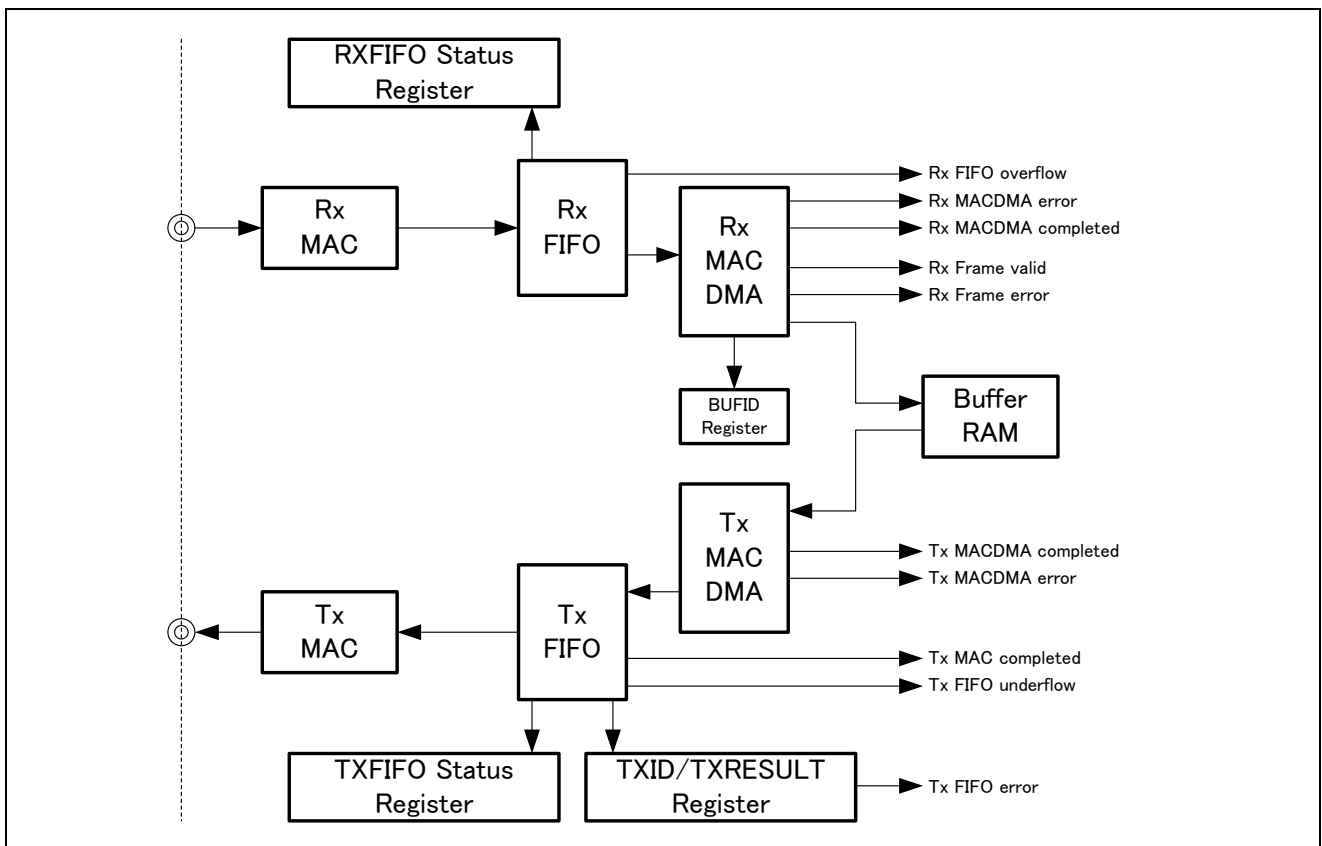 RXFIFO Status
Register
Rx FIFO overflow
Rx
MAC
Rx
FIFO
Rx
MAC
DMA
Rx MACDMA error
Rx MACDMA completed
Rx Frame valid
Rx Frame error
BUFID
Register
Buffer
RAM
Tx
MAC
DMA
Tx MACDMA completed
Tx MACDMA error
Tx
MAC
Tx
FIFO
Tx MAC completed
Tx FIFO underflow
TXFIFO Status
Register
TXID/TXRESULT
Register
Tx FIFO error